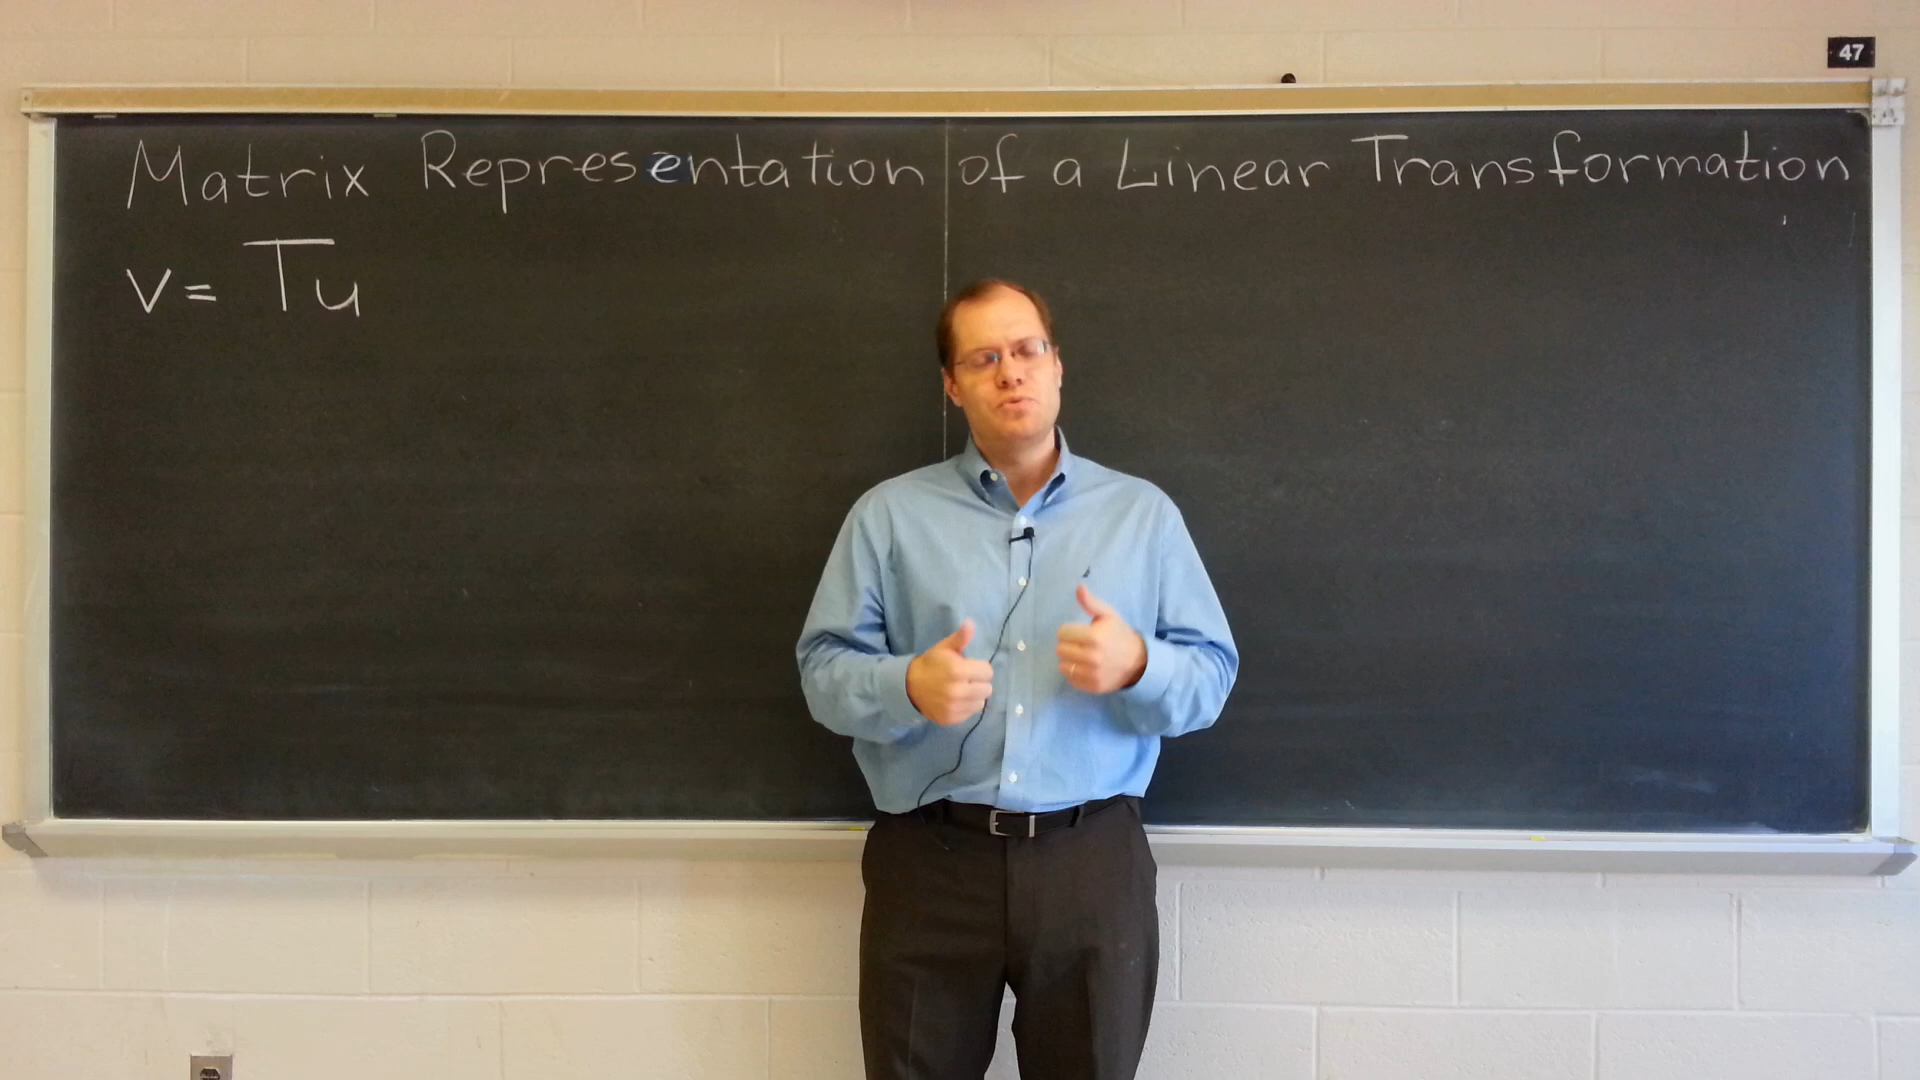 47
Matrix Representation of a Linear Transformation
v = Tu